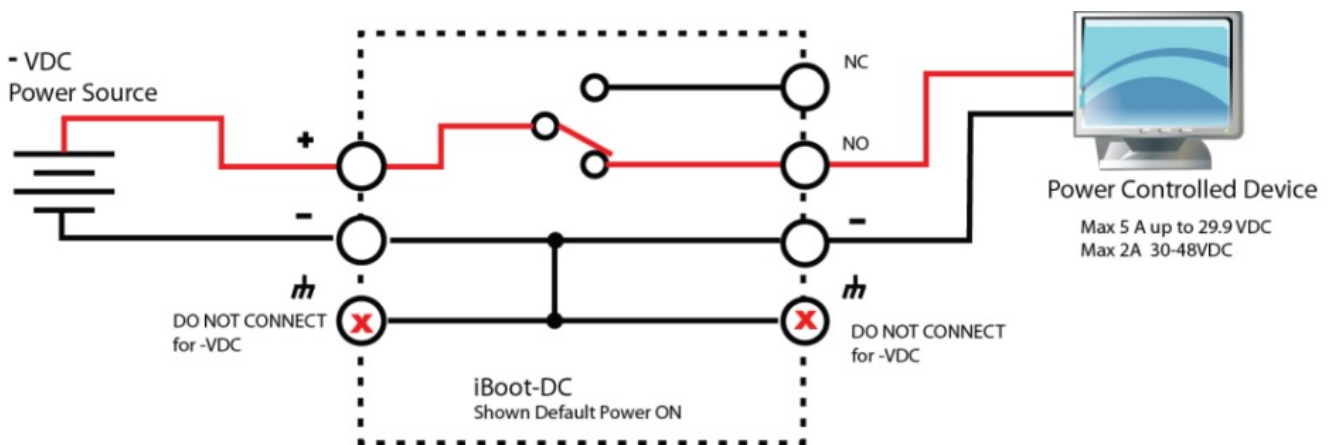 - VDC
Power Source
+
-
DO NOT CONNECT
for -VDC
NC
NO
-
DO NOT CONNECT
for -VDC
X
X
iBoot-DC
Shown Default Power ON
Power Controlled Device
Max 5 A up to 29.9 VDC
Max 2A 30-48VDC